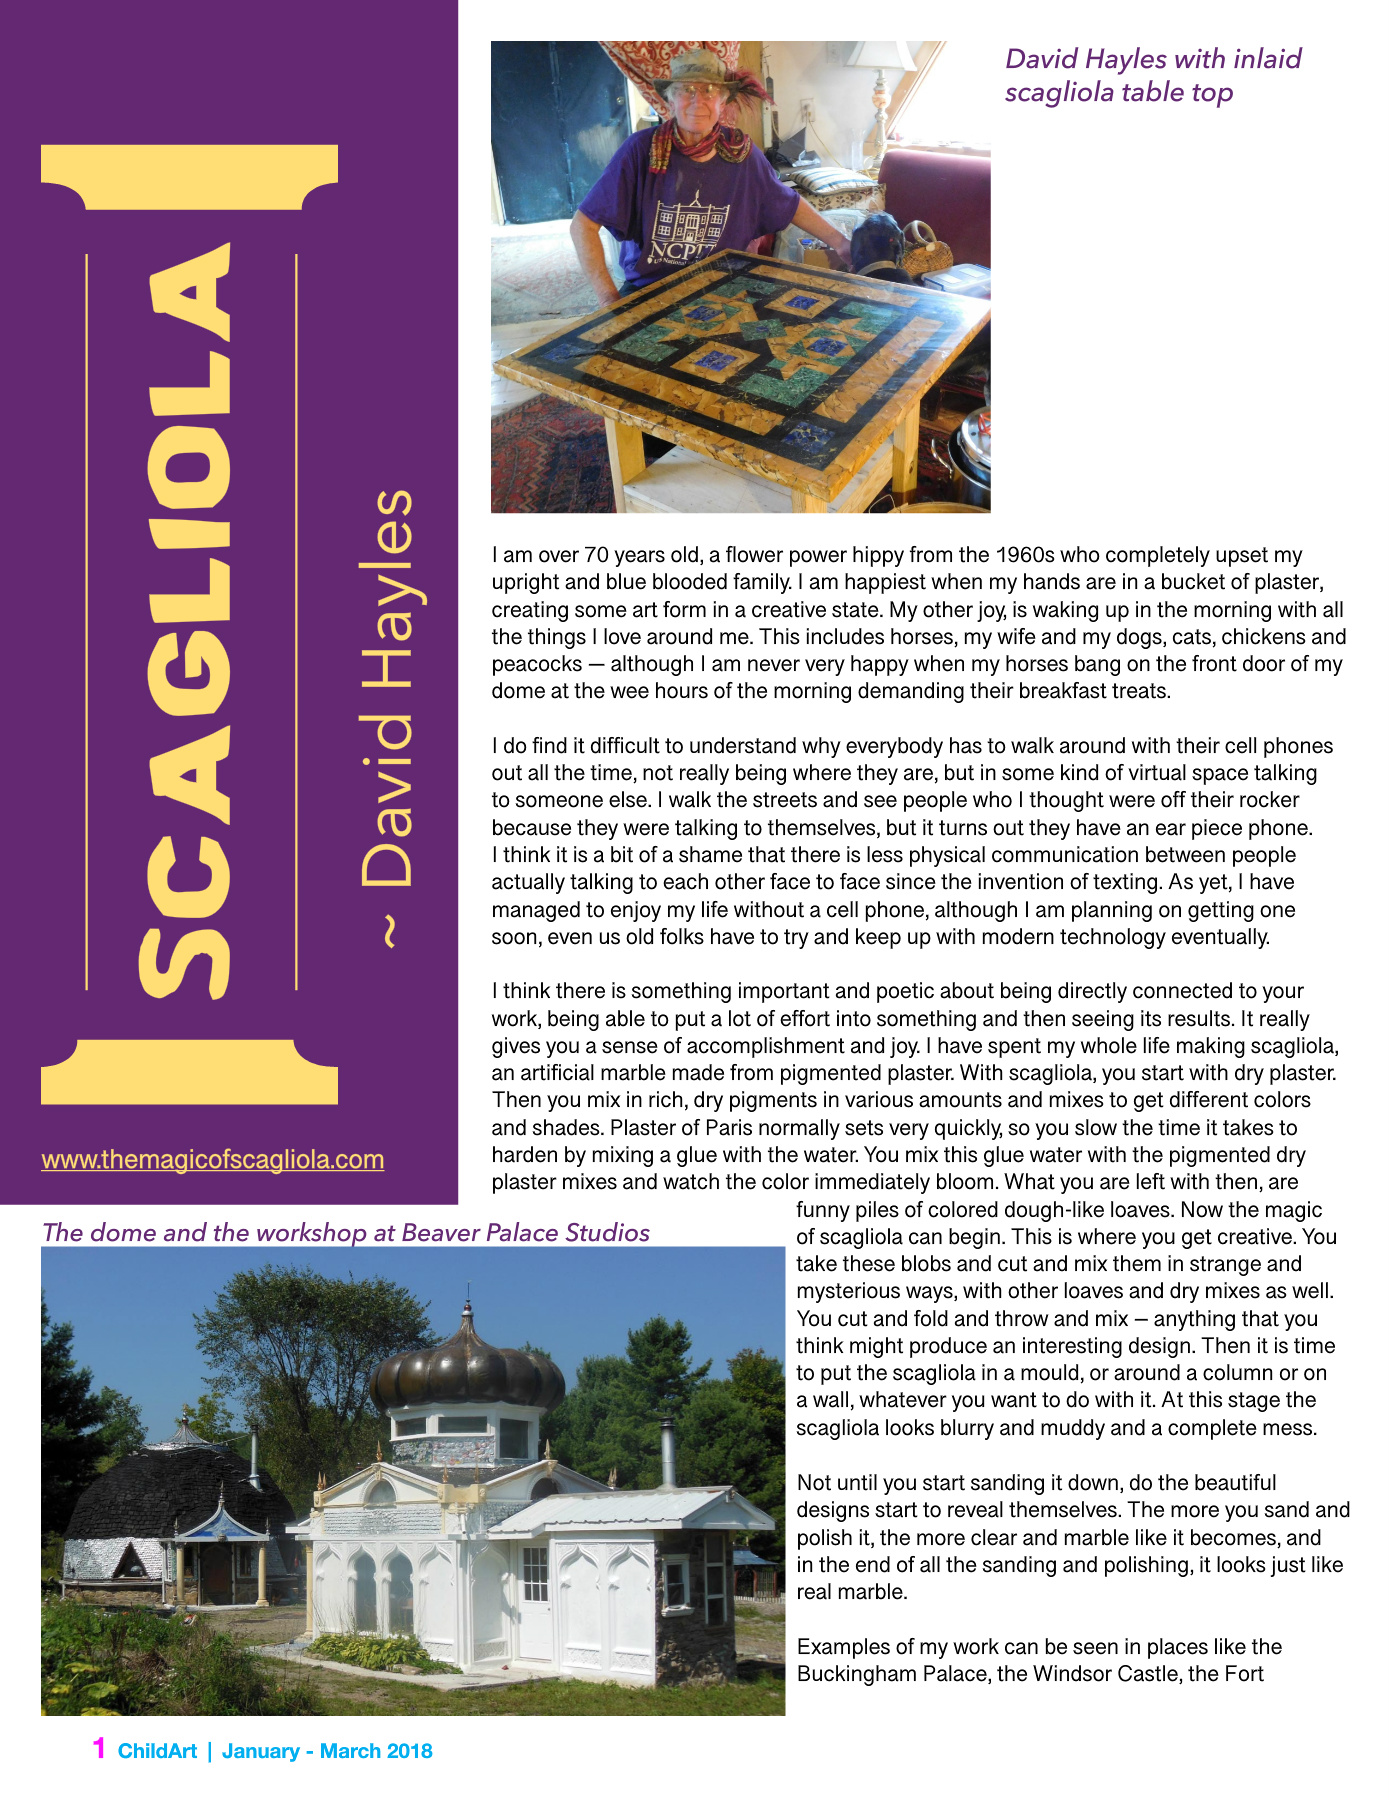 SCAGLIOLA
~ David Hayles
www.themagicofscagliola.com
David Hayles with inlaid
scagliola table top
NCPTT
I am over 70 years old, a flower power hippy from the 1960s who completely upset my
upright and blue blooded family. I am happiest when my hands are in a bucket of plaster,
creating some art form in a creative state. My other joy, is waking up in the morning with all
the things I love around me. This includes horses, my wife and my dogs, cats, chickens and
peacocks — although I am never very happy when my horses bang on the front door of my
dome at the wee hours of the morning demanding their breakfast treats.
I do find it difficult to understand why everybody has to walk around with their cell phones
out all the time, not really being where they are, but in some kind of virtual space talking
to someone else. I walk the streets and see people who I thought were off their rocker
because they were talking to themselves, but it turns out they have an ear piece phone.
I think it is a bit of a shame that there is less physical communication between people
actually talking to each other face to face since the invention of texting. As yet, I have
managed to enjoy my life without a cell phone, although I am planning on getting one
soon, even us old folks have to try and keep up with modern technology eventually.
I think there is something important and poetic about being directly connected to your
work, being able to put a lot of effort into something and then seeing its results. It really
gives you a sense of accomplishment and joy. I have spent my whole life making scagliola,
an artificial marble made from pigmented plaster. With scagliola, you start with dry plaster.
Then you mix in rich, dry pigments in various amounts and mixes to get different colors
and shades. Plaster of Paris normally sets very quickly, so you slow the time it takes to
harden by mixing a glue with the water. You mix this glue water with the pigmented dry
plaster mixes and watch the color immediately bloom. What you are left with then, are
funny piles of colored dough-like loaves. Now the magic
of scagliola can begin. This is where you get creative. You
take these blobs and cut and mix them in strange and
mysterious ways, with other loaves and dry mixes as well.
You cut and fold and throw and mix — anything that you
think might produce an interesting design. Then it is time
to put the scagliola in a mould, or around a column or on
a wall, whatever you want to do with it. At this stage the
scagliola looks blurry and muddy and a complete mess.
Not until you start sanding it down, do the beautiful
designs start to reveal themselves. The more you sand and
polish it, the more clear and marble like it becomes, and
in the end of all the sanding and polishing, it looks just like
real marble.
Examples of my work can be seen in places like the
Buckingham Palace, the Windsor Castle, the Fort
The dome and the workshop at Beaver Palace Studios
1 ChildArt | January - March 2018